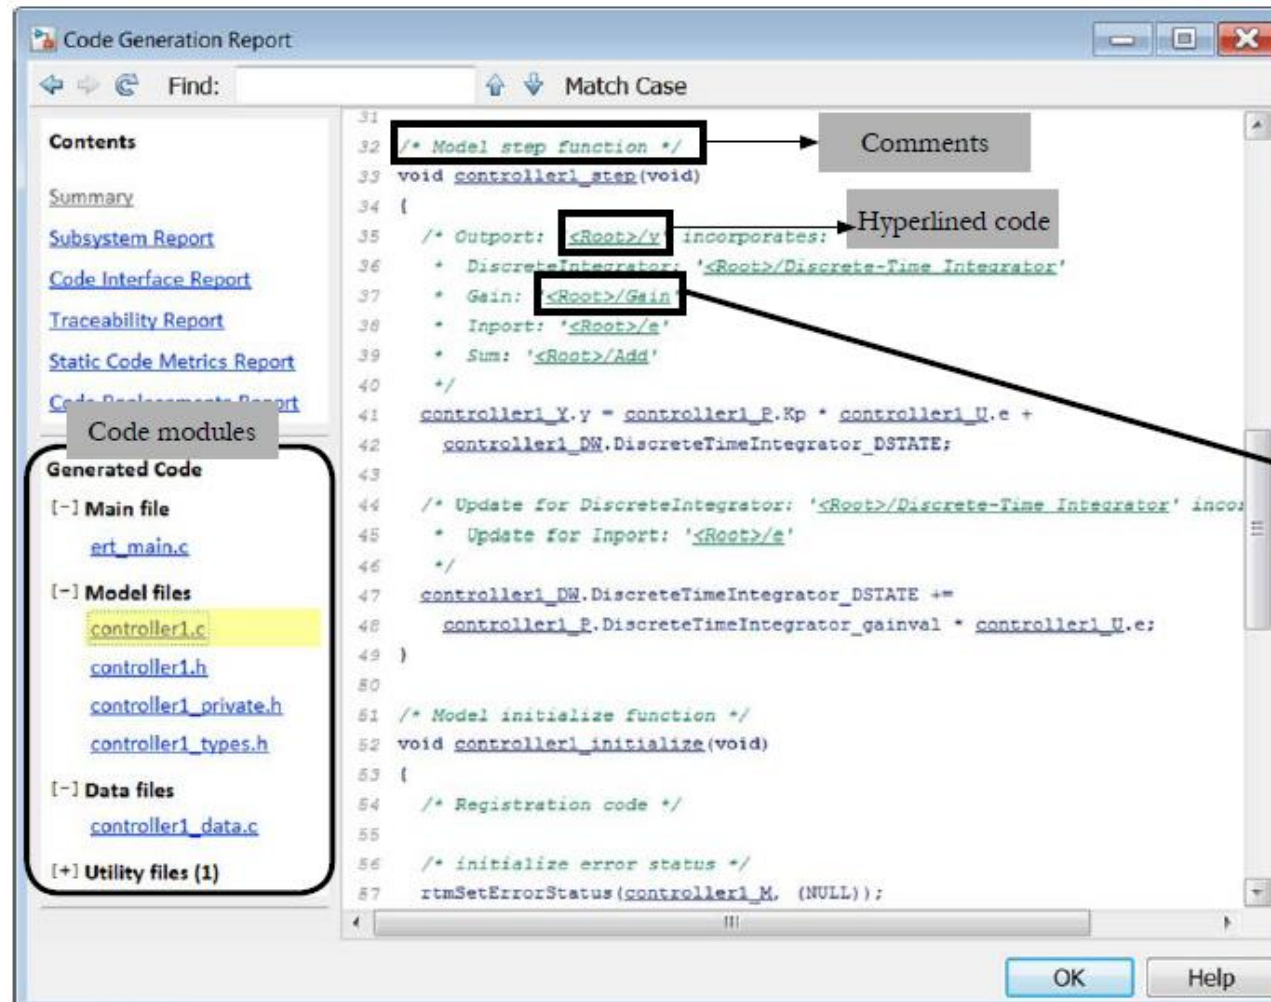 Code Generation Report
Find:
Match Case
Contents
Summary
Subsystem Report
Code Interface Report
Traceability Report
Static Code Metrics Report
Code Replacements Report
Code modules
Generated Code
[-] Main file
ert_main.c
[-] Model files
controller1.c
controller1.h
controller1_private.h
controller1_types.h
[-] Data files
controller1_data.c
[+] Utility files (1)
31
32 /* Model step function */
Comments
33 void controller1_step(void)
34 {
35 /* Outport: '<Root>/y' incorporates:
Hyperlined code
36 * DiscreteIntegrator: '<Root>/Discrete-Time Integrator'
37 * Gain: '<Root>/Gain'
38 * Inport: '<Root>/e'
39 * Sum: '<Root>/Add'
40 */
41 controller1_Y.y = controller1_P.Kp * controller1_U.e +
42 controller1_DW.DiscreteTimeIntegrator_DSTATE;
43
44 /* Update for DiscreteIntegrator: '<Root>/Discrete-Time Integrator' incor
45 * Update for Inport: '<Root>/e'
46 */
47 controller1_DW.DiscreteTimeIntegrator_DSTATE +=
48 controller1_P.DiscreteTimeIntegrator_gainval * controller1_U.e;
49 }
50
51 /* Model initialize function */
52 void controller1_initialize(void)
53 {
54 /* Registration code */
55
56 /* initialize error status */
57 rtmSetErrorStatus(controller1_M, (NULL));
OK
Help